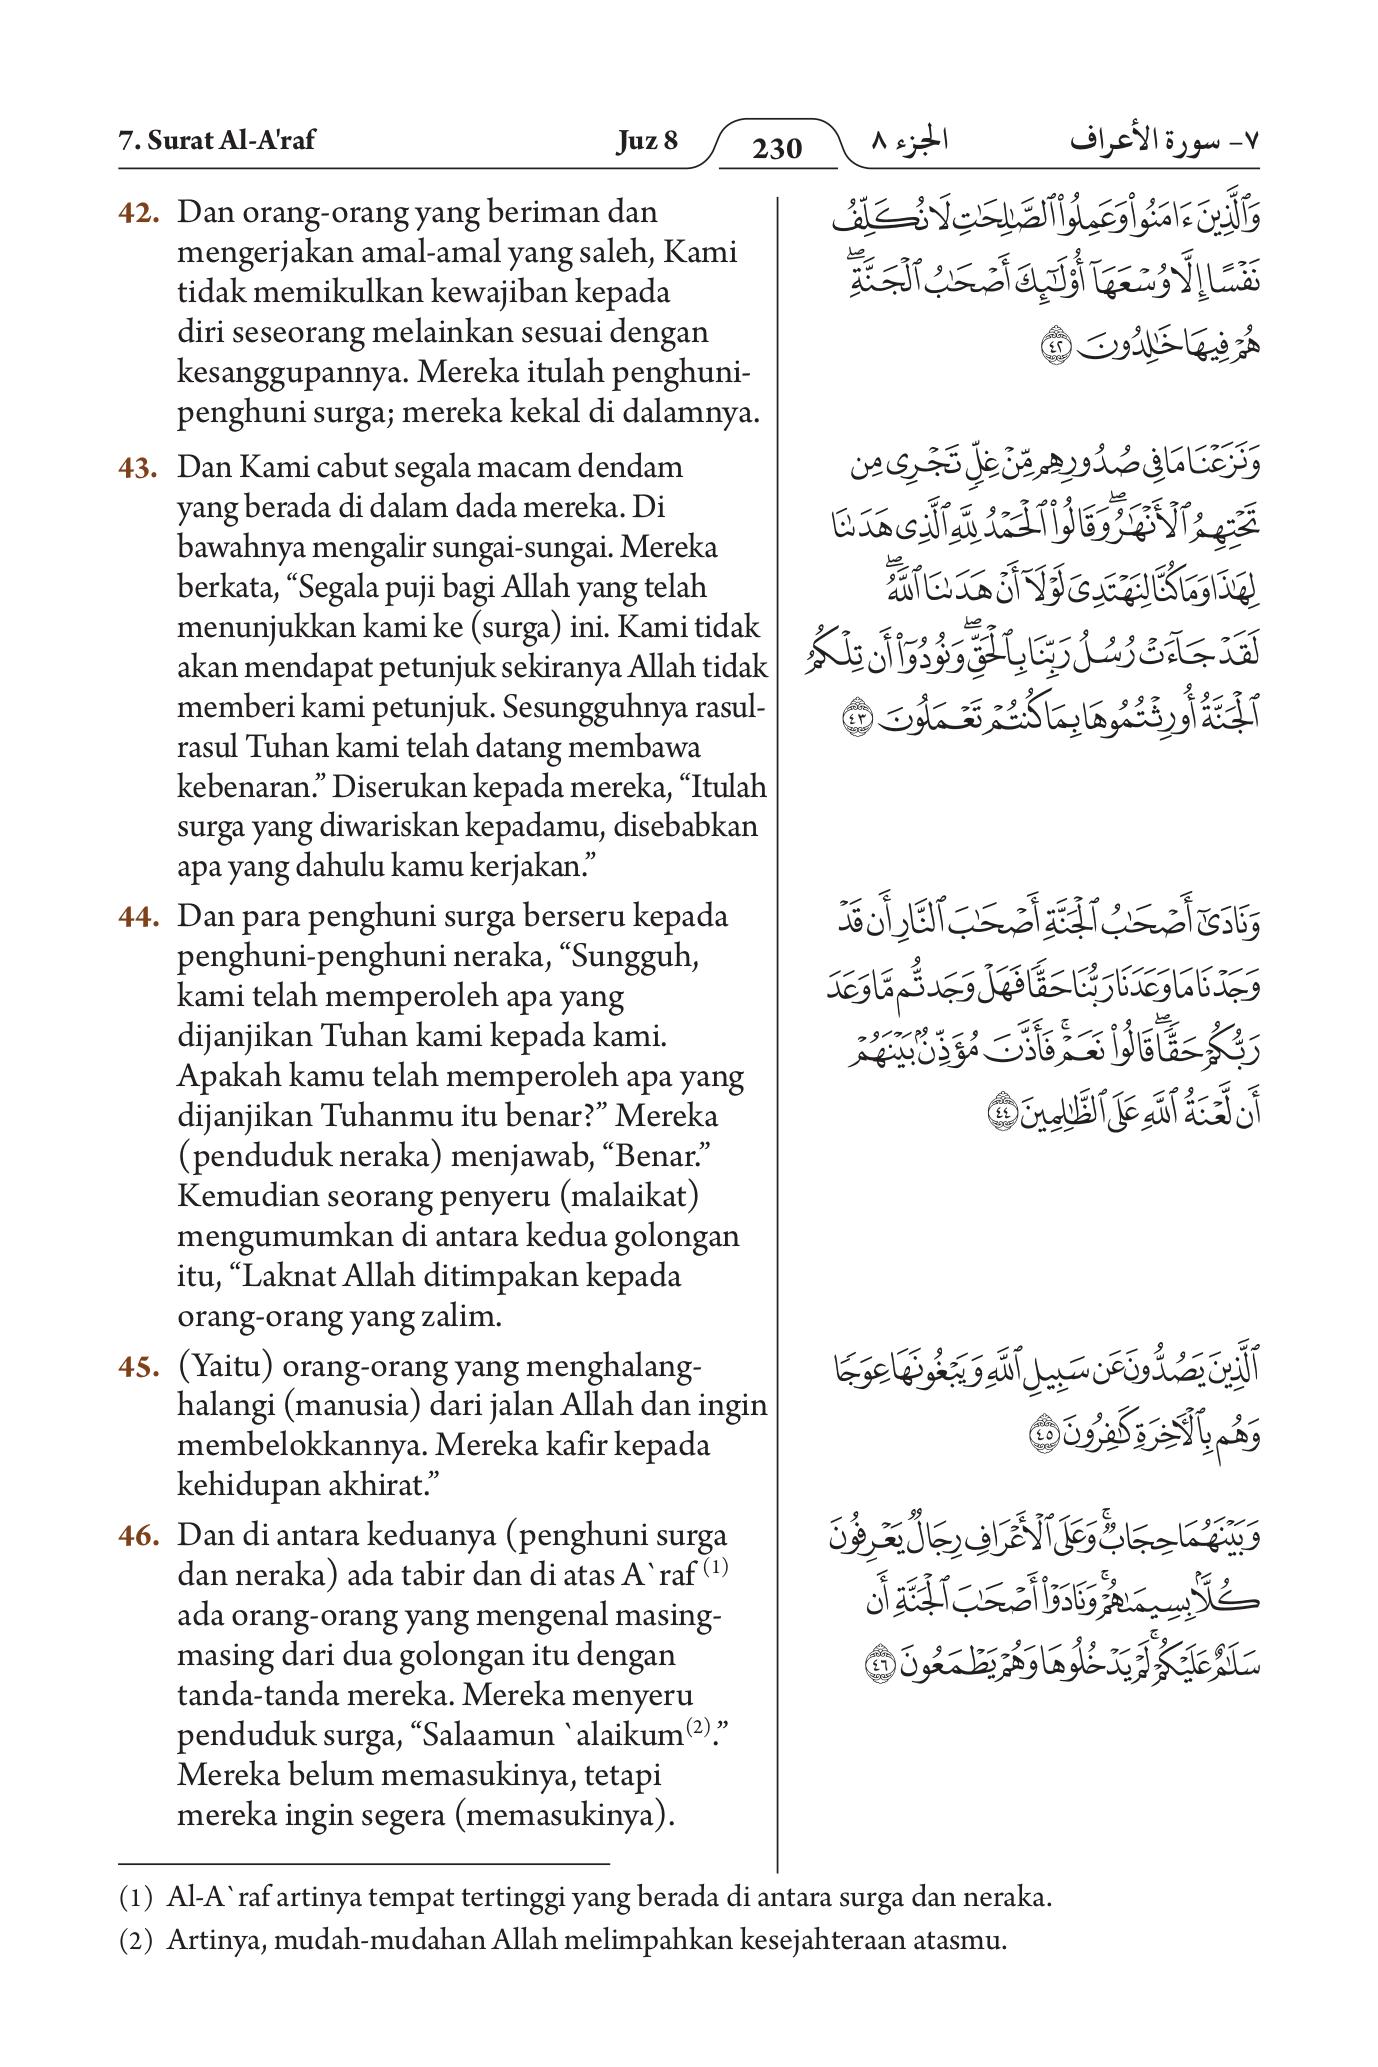 7. Surat Al-A'raf
Juz 8
230
الجزء ٨
٧- سورة الأعراف
42. Dan orang-orang yang beriman dan
mengerjakan amal-amal yang saleh, Kami
tidak memikulkan kewajiban kepada
diri seseorang melainkan sesuai dengan
kesanggupannya. Mereka itulah penghuni-
penghuni surga; mereka kekal di dalamnya.
43. Dan Kami cabut segala macam dendam
yang berada di dalam dada mereka. Di
bawahnya mengalir sungai-sungai. Mereka
berkata, “Segala puji bagi Allah yang telah
menunjukkan kami ke (surga) ini. Kami tidak
akan mendapat petunjuk sekiranya Allah tidak
memberi kami petunjuk. Sesungguhnya rasul-
rasul Tuhan kami telah datang membawa
kebenaran.” Diserukan kepada mereka, “Itulah
surga yang diwariskan kepadamu, disebabkan
apa yang dahulu kamu kerjakan.”
44. Dan para penghuni surga berseru kepada
penghuni-penghuni neraka, “Sungguh,
kami telah memperoleh apa yang
dijanjikan Tuhan kami kepada kami.
Apakah kamu telah memperoleh apa yang
dijanjikan Tuhanmu itu benar?” Mereka
(penduduk neraka) menjawab, “Benar.”
Kemudian seorang penyeru (malaikat)
mengumumkan di antara kedua golongan
itu, “Laknat Allah ditimpakan kepada
orang-orang yang zalim.
45. (Yaitu) orang-orang yang menghalang-
halangi (manusia) dari jalan Allah dan ingin
membelokkannya. Mereka kafir kepada
kehidupan akhirat.”
46. Dan di antara keduanya (penghuni surga
dan neraka) ada tabir dan di atas A`raf (1)
ada orang-orang yang mengenal masing-
masing dari dua golongan itu dengan
tanda-tanda mereka. Mereka menyeru
penduduk surga, “Salaamun `alaikum(2).”
Mereka belum memasukinya, tetapi
mereka ingin segera (memasukinya).
وَٱلَّذِينَ ءَامَنُوا۟ وَعَمِلُوا۟ ٱلصَّـٰلِحَـٰتِ لَا نُكَلِّفُ
نَفْسًا إِلَّا وُسْعَهَآ أُو۟لَـٰٓئِكَ أَصْحَـٰبُ ٱلْجَنَّةِۖ
هُمْ فِيهَا خَـٰلِدُونَ ٤٢
وَنَزَعْنَا مَا فِى صُدُورِهِم مِّنْ غِلٍّ تَجْرِى مِن
تَحْتِهِمُ ٱلْأَنْهَـٰرُۖ وَقَالُوا۟ ٱلْحَمْدُ لِلَّهِ ٱلَّذِى هَدَىٰنَا
لِهَـٰذَا وَمَا كُنَّا لِنَهْتَدِىَ لَوْلَآ أَنْ هَدَىٰنَا ٱللَّهُۖ
لَقَدْ جَآءَتْ رُسُلُ رَبِّنَا بِٱلْحَقِّۖ وَنُودُوٓا۟ أَن تِلْكُمُ
ٱلْجَنَّةُ أُورِثْتُمُوهَا بِمَا كُنتُمْ تَعْمَلُونَ ٤٣
وَنَادَىٰٓ أَصْحَـٰبُ ٱلْجَنَّةِ أَصْحَـٰبَ ٱلنَّارِ أَن قَدْ
وَجَدْنَا مَا وَعَدَنَا رَبُّنَا حَقًّا فَهَلْ وَجَدتُّم مَّا وَعَدَ
رَبُّكُمْ حَقًّاۖ قَالُوا۟ نَعَمْۚ فَأَذَّنَ مُؤَذِّنٌۢ بَيْنَهُمْ
أَن لَّعْنَةُ ٱللَّهِ عَلَى ٱلظَّـٰلِمِينَ ٤٤
ٱلَّذِينَ يَصُدُّونَ عَن سَبِيلِ ٱللَّهِ وَيَبْغُونَهَا عِوَجًا
وَهُم بِٱلْـَٔاخِرَةِ كَـٰفِرُونَ ٤٥
وَبَيْنَهُمَا حِجَابٌۚ وَعَلَى ٱلْأَعْرَافِ رِجَالٌ يَعْرِفُونَ
كُلًّۢا بِسِيمَىٰهُمْۚ وَنَادَوْا۟ أَصْحَـٰبَ ٱلْجَنَّةِ أَن
سَلَـٰمٌ عَلَيْكُمْۚ لَمْ يَدْخُلُوهَا وَهُمْ يَطْمَعُونَ ٤٦
(1) Al-A`raf artinya tempat tertinggi yang berada di antara surga dan neraka.
(2) Artinya, mudah-mudahan Allah melimpahkan kesejahteraan atasmu.